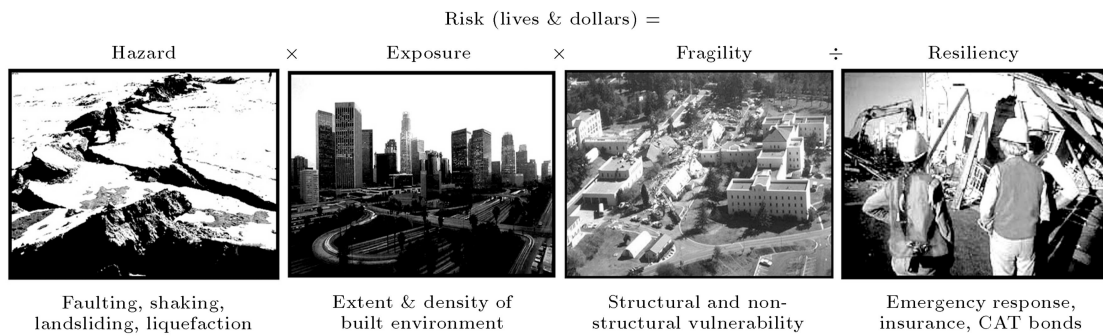 Risk (lives & dollars) =
Hazard × Exposure × Fragility ÷ Resiliency
Faulting, shaking,
landsliding, liquefaction
Extent & density of
built environment
Structural and non-
structural vulnerability
Emergency response,
insurance, CAT bonds